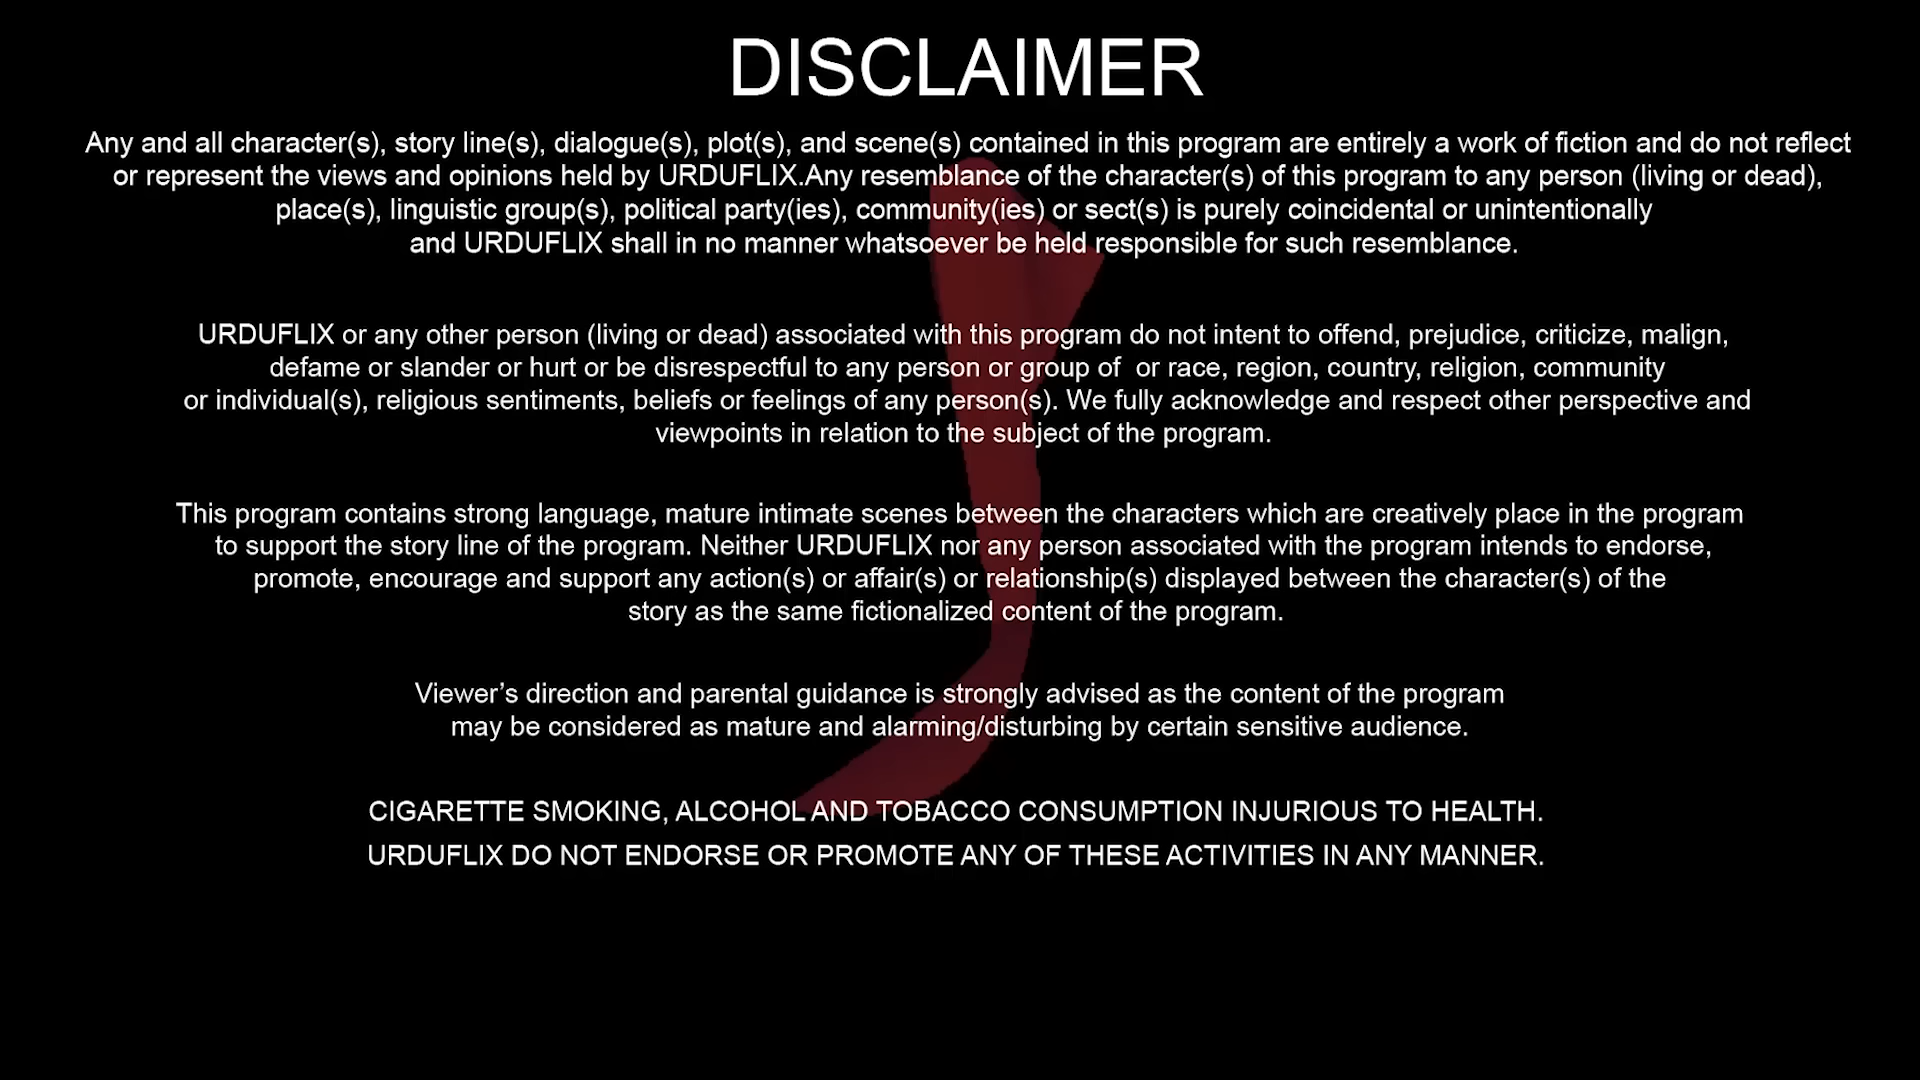 DISCLAIMER
Any and all character(s), story line(s), dialogue(s), plot(s), and scene(s) contained in this program are entirely a work of fiction and do not reflect
or represent the views and opinions held by URDUFLIX.Any resemblance of the character(s) of this program to any person (living or dead),
place(s), linguistic group(s), political party(ies), community(ies) or sect(s) is purely coincidental or unintentionally
and URDUFLIX shall in no manner whatsoever be held responsible for such resemblance.
URDUFLIX or any other person (living or dead) associated with this program do not intent to offend, prejudice, criticize, malign,
defame or slander or hurt or be disrespectful to any person or group of  or race, region, country, religion, community
or individual(s), religious sentiments, beliefs or feelings of any person(s). We fully acknowledge and respect other perspective and
viewpoints in relation to the subject of the program.
This program contains strong language, mature intimate scenes between the characters which are creatively place in the program
to support the story line of the program. Neither URDUFLIX nor any person associated with the program intends to endorse,
promote, encourage and support any action(s) or affair(s) or relationship(s) displayed between the character(s) of the
story as the same fictionalized content of the program.
Viewer’s direction and parental guidance is strongly advised as the content of the program
may be considered as mature and alarming/disturbing by certain sensitive audience.
CIGARETTE SMOKING, ALCOHOL AND TOBACCO CONSUMPTION INJURIOUS TO HEALTH.
URDUFLIX DO NOT ENDORSE OR PROMOTE ANY OF THESE ACTIVITIES IN ANY MANNER.